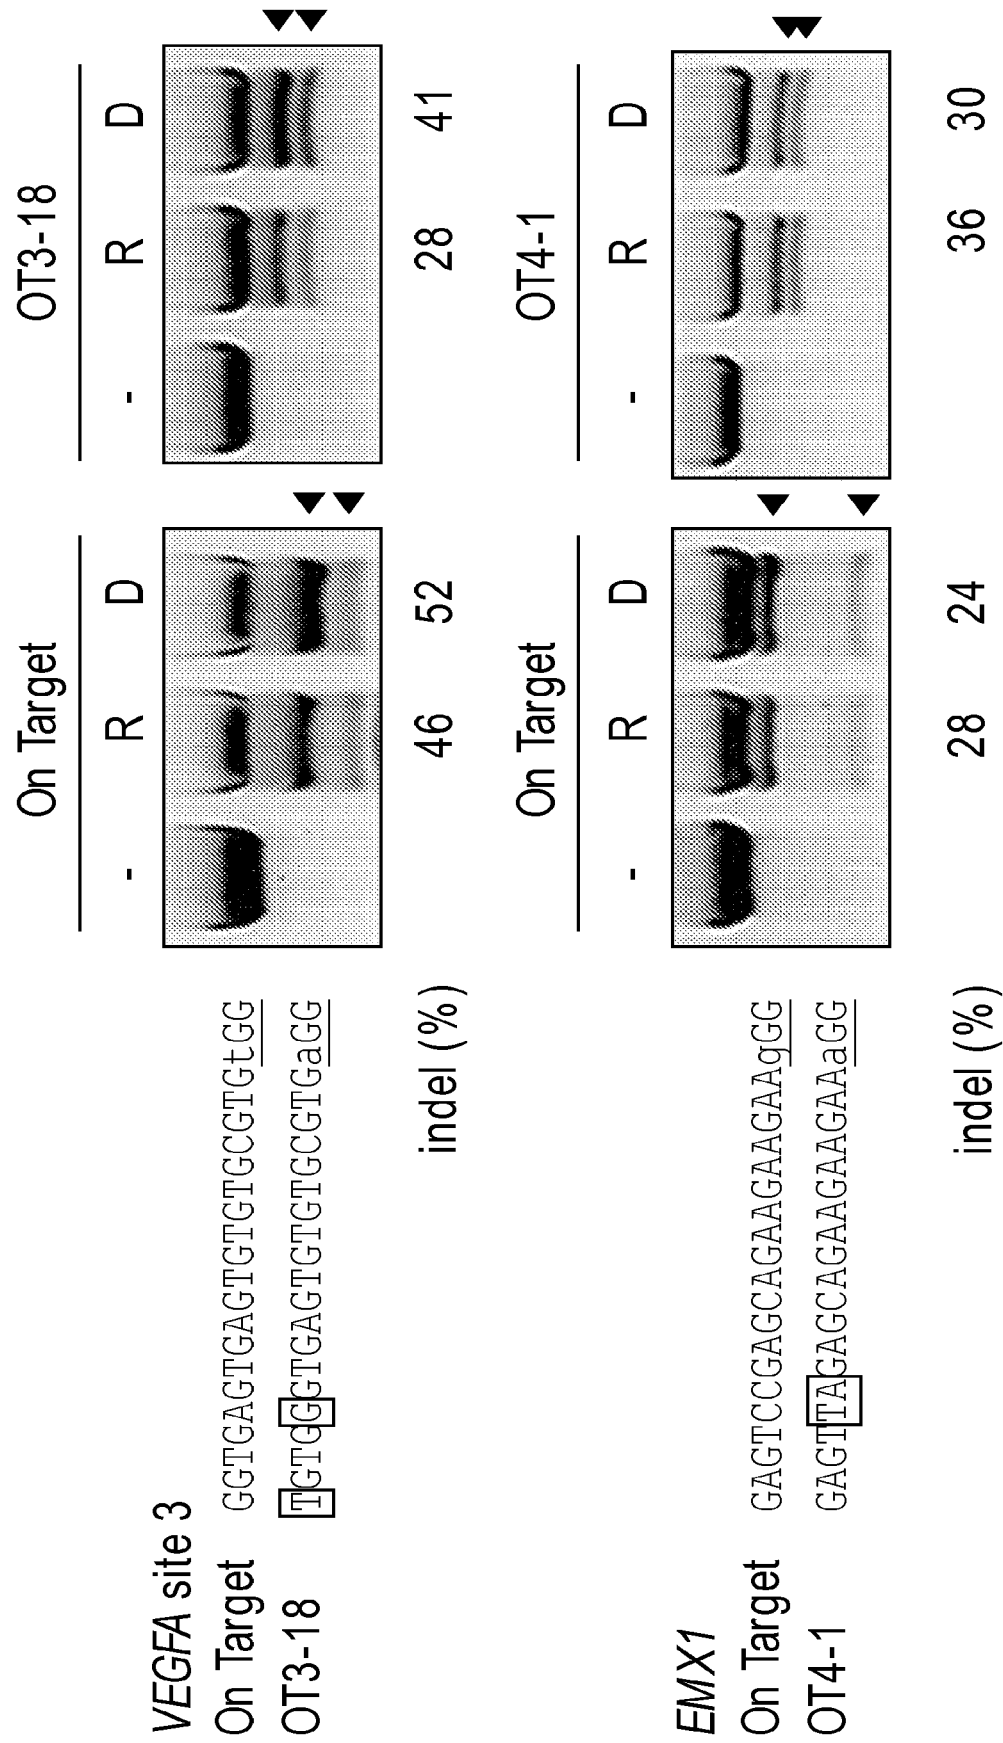 On Target OT3-18
- R D - R D
VEGFA site 3
On Target GGTGAGTGAGTGTGTGCGTGtGG
OT3-18 TGTGGGTGAGTGTGTGCGTGaGG
indel (%) 46 52 28 41
On Target OT4-1
- R D - R D
EMX1
On Target GAGTCCGAGCAGAAGAAGAAgGG
OT4-1 GAGTTAGAGCAGAAGAAGAAaGG
indel (%) 28 24 36 30